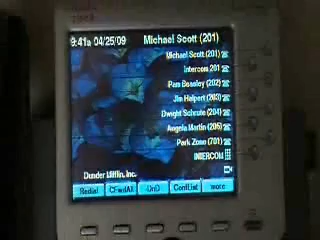 9:41a 04/25/09 Michael Scott (201)
Michael Scott (201)
Intercom 201
Pam Beesley (202)
Jim Halpert (203)
Dwight Schrute (204)
Angela Martin (205)
Park Zone (701)
INTERCOM
Dunder Mifflin, Inc.
Redial CFwdAll DnD ConfList more